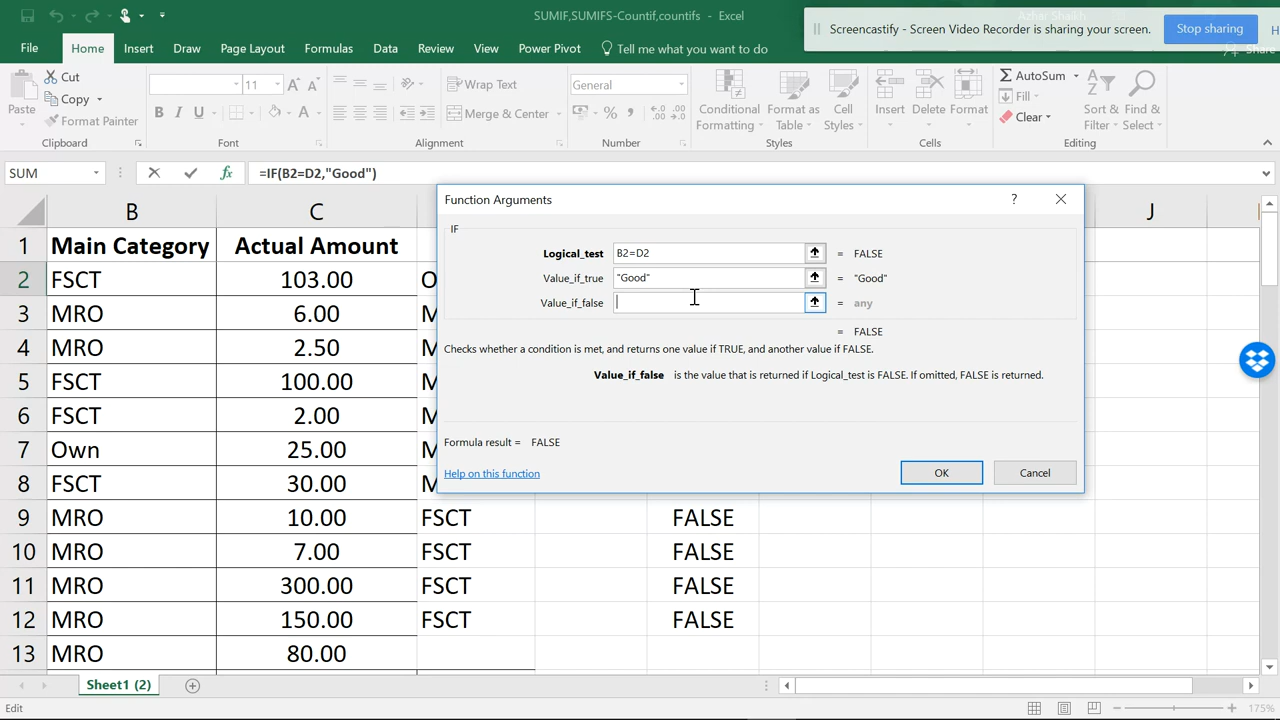 SUMIF,SUMIFS-Countif,countifs - Excel
Screencastify - Screen Video Recorder is sharing your screen.
Stop sharing
H
File Home Insert Draw Page Layout Formulas Data Review View Power Pivot Tell me what you want to do
Share
Paste
Cut
Copy
Format Painter
Clipboard
11
B I U
Font
Wrap Text
Merge & Center
Alignment
General
%
Number
Conditional Formatting
Format as Table
Cell Styles
Styles
Insert Delete Format
Cells
AutoSum
Fill
Clear
Sort & Filter
Find & Select
Editing
SUM
fx
=IF(B2=D2,"Good")
B C J
1 Main Category Actual Amount
2 FSCT 103.00 O
3 MRO 6.00 M
4 MRO 2.50 M
5 FSCT 100.00 M
6 FSCT 2.00 M
7 Own 25.00 M
8 FSCT 30.00 M
9 MRO 10.00 FSCT FALSE
10 MRO 7.00 FSCT FALSE
11 MRO 300.00 FSCT FALSE
12 MRO 150.00 FSCT FALSE
13 MRO 80.00
Function Arguments
?
IF
Logical_test B2=D2 = FALSE
Value_if_true "Good" = "Good"
Value_if_false = any
= FALSE
Checks whether a condition is met, and returns one value if TRUE, and another value if FALSE.
Value_if_false is the value that is returned if Logical_test is FALSE. If omitted, FALSE is returned.
Formula result = FALSE
Help on this function
OK
Cancel
Sheet1 (2)
Edit
175%